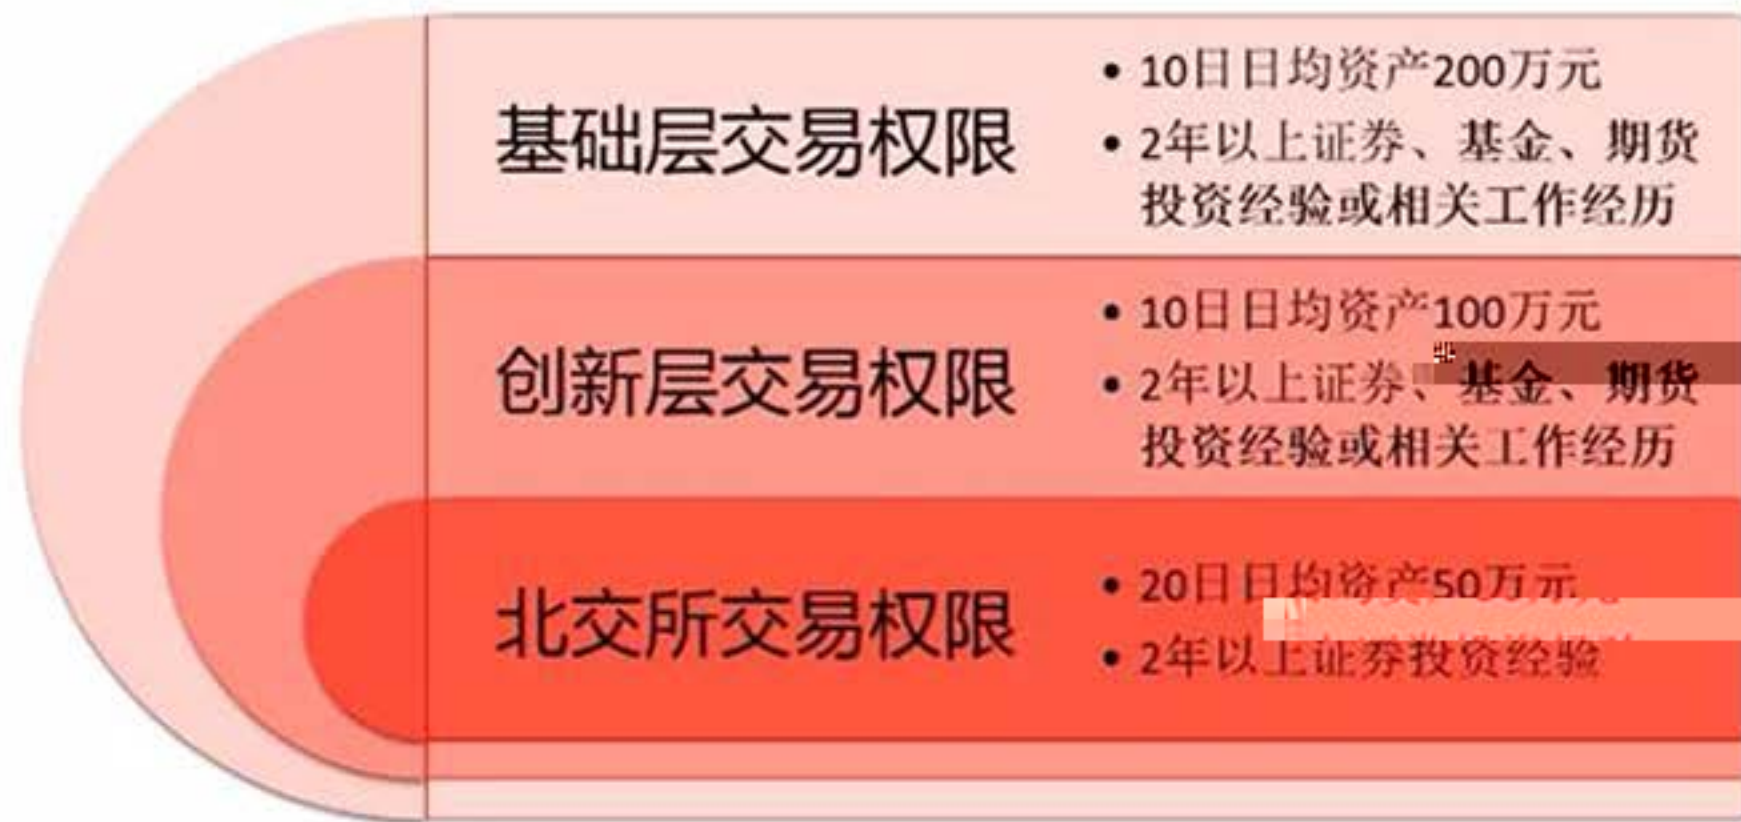 基础层交易权限
• 10日日均资产200万元
• 2年以上证券、基金、期货
投资经验或相关工作经历
创新层交易权限
• 10日日均资产100万元
• 2年以上证券、基金、期货
投资经验或相关工作经历
北交所交易权限
• 20日日均资产50万元
• 2年以上证券投资经验